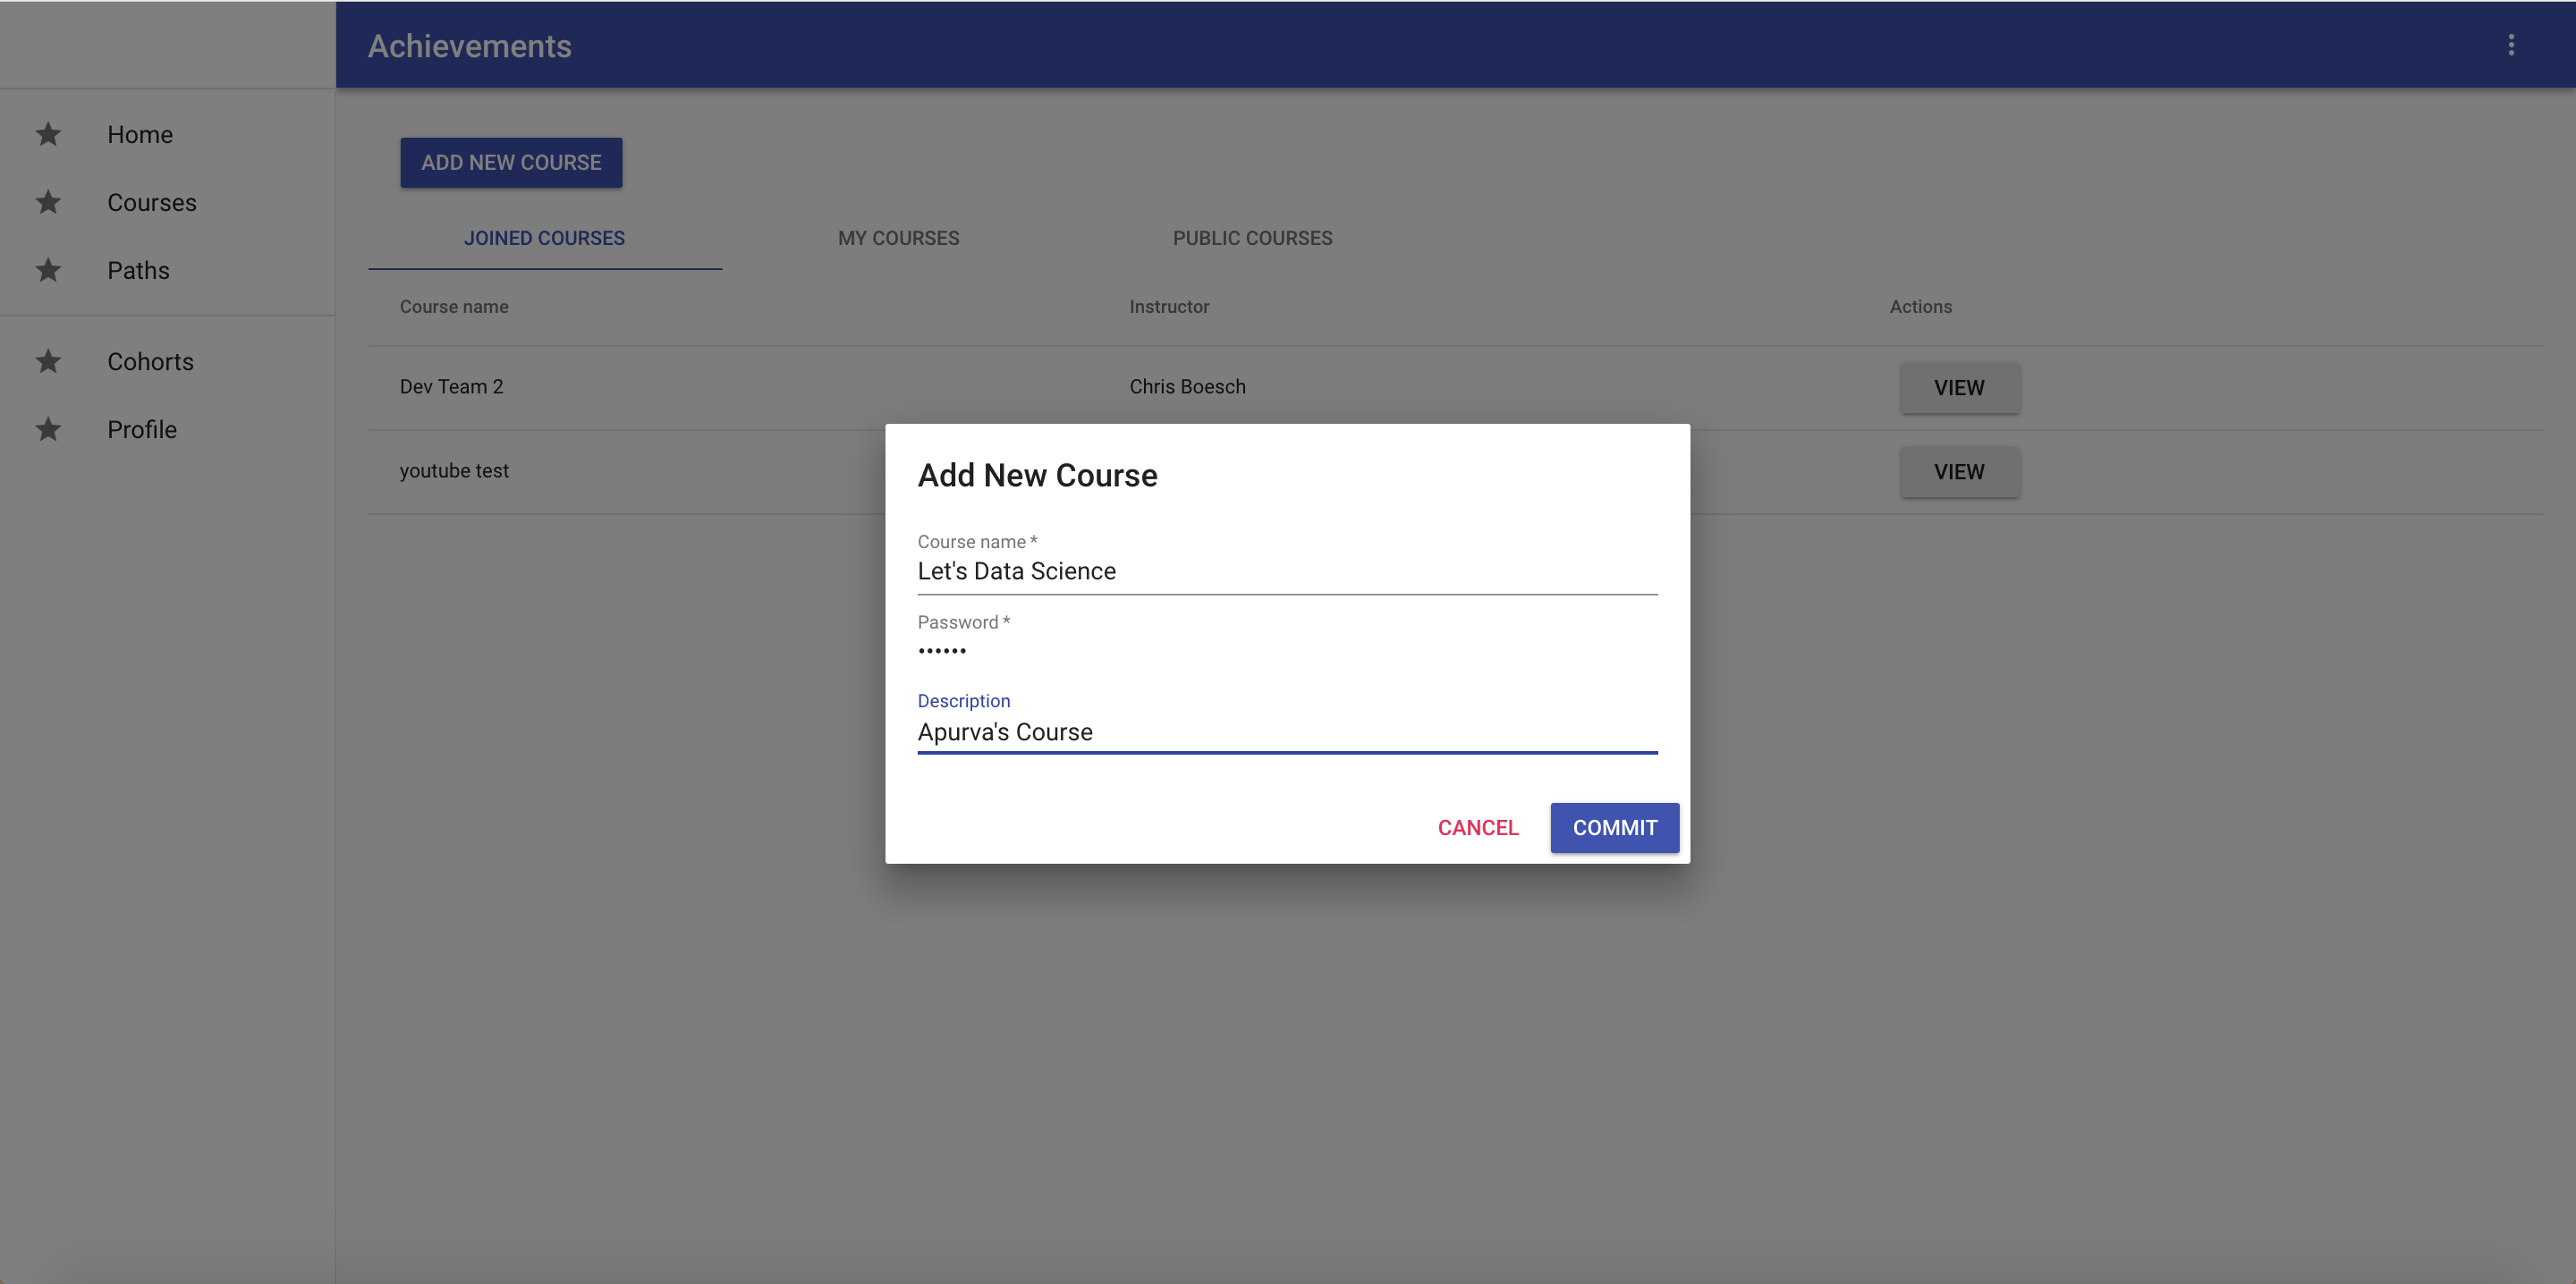 Achievements
Home
Courses
Paths
Cohorts
Profile
ADD NEW COURSE
JOINED COURSES MY COURSES PUBLIC COURSES
Course name Instructor Actions
Dev Team 2 Chris Boesch VIEW
youtube test VIEW
Add New Course
Course name *
Let's Data Science
Password *
••••••
Description
Apurva's Course
CANCEL COMMIT